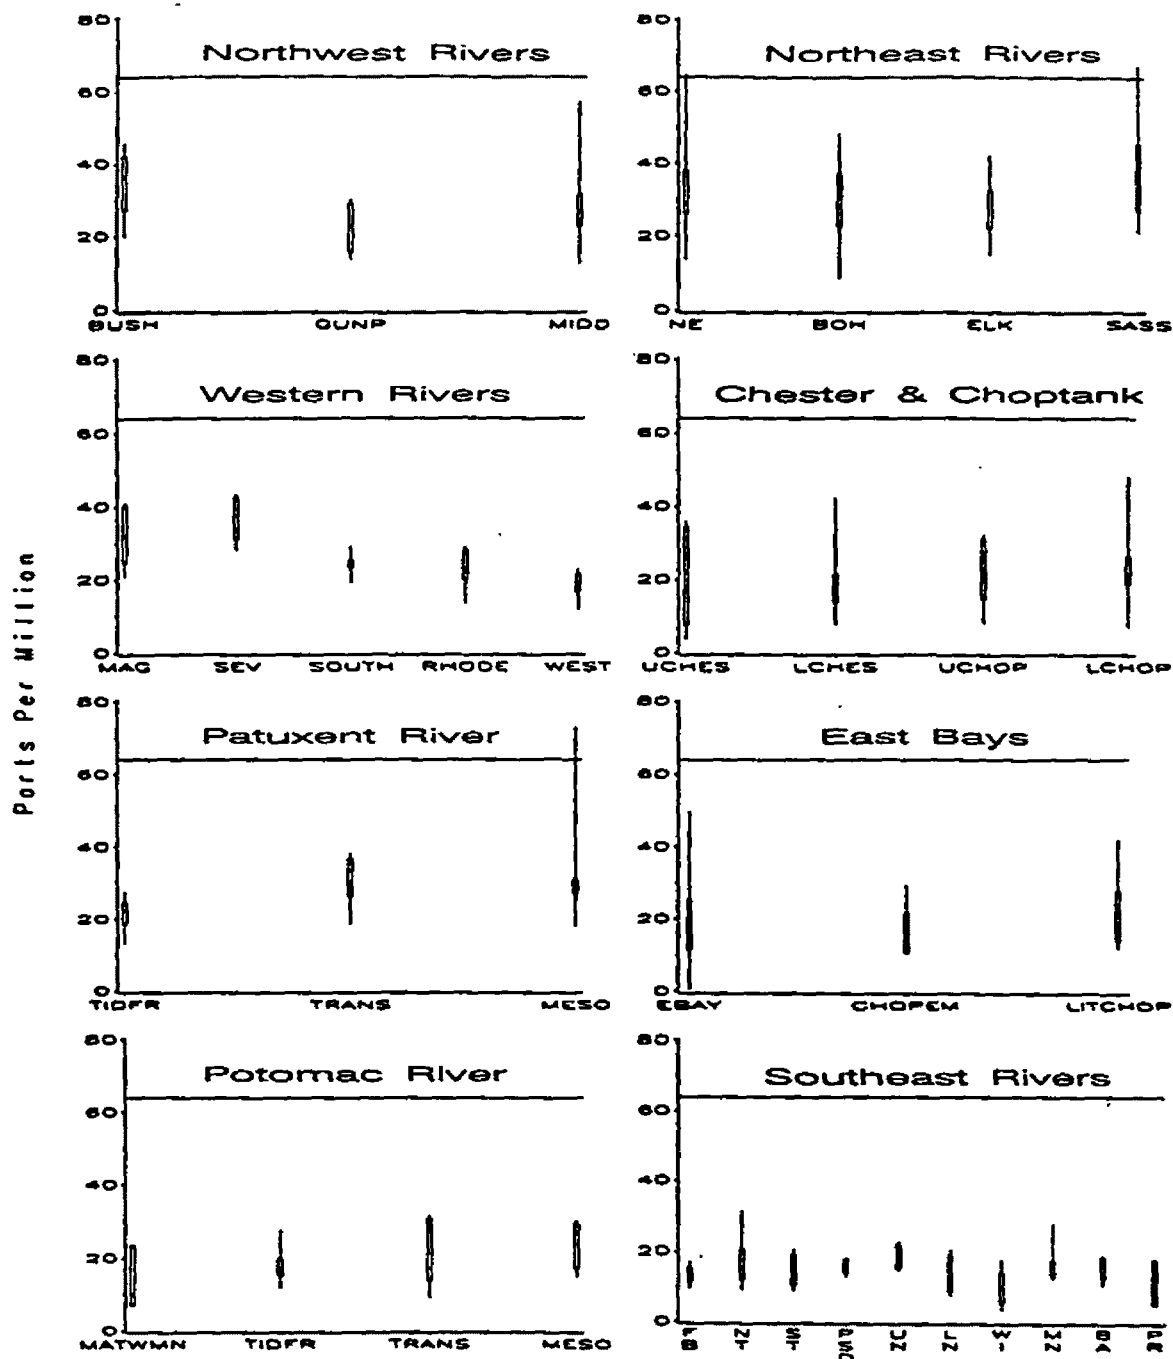 Parts Per Million
80
Northwest Rivers
60
40
20
0
BUSH GUNP MIDD
80
Northeast Rivers
60
40
20
0
NE BOH ELK SASS
80
Western Rivers
60
40
20
0
MAG SEV SOUTH RHODE WEST
80
Chester & Choptank
60
40
20
0
UCHES LCHES UCHOP LCHOP
80
Patuxent River
60
40
20
0
TIDFR TRANS MESO
80
East Bays
60
40
20
0
EBAY CHOPEM LITCHOP
80
Potomac River
60
40
20
0
MATWMN TIDFR TRANS MESO
80
Southeast Rivers
60
40
20
0